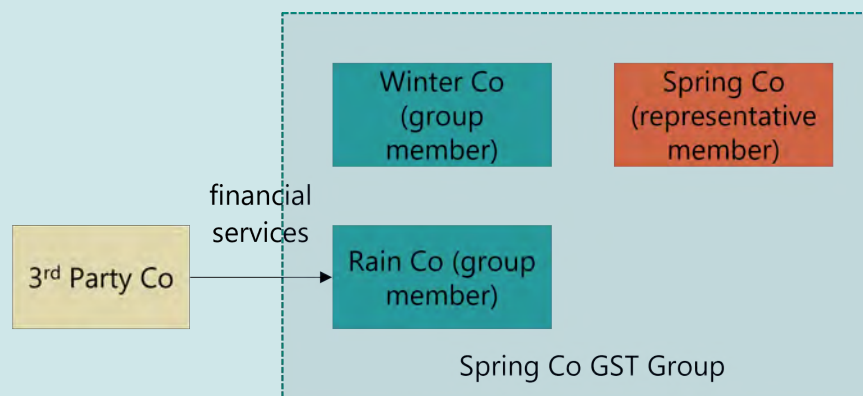 Winter Co
(group
member)
Spring Co
(representative
member)
financial
services
3rd Party Co
Rain Co (group
member)
Spring Co GST Group